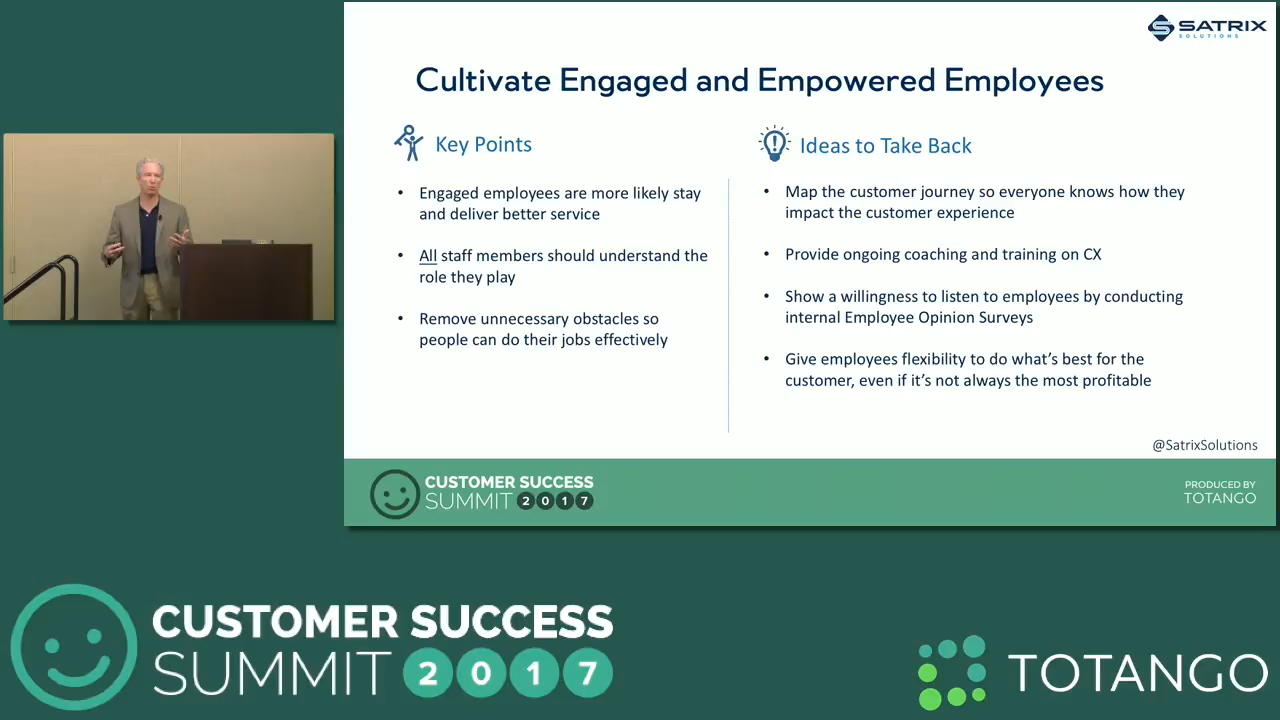 SATRIX
SOLUTIONS
Cultivate Engaged and Empowered Employees
Key Points
• Engaged employees are more likely stay
and deliver better service
• All staff members should understand the
role they play
• Remove unnecessary obstacles so
people can do their jobs effectively
Ideas to Take Back
• Map the customer journey so everyone knows how they
impact the customer experience
• Provide ongoing coaching and training on CX
• Show a willingness to listen to employees by conducting
internal Employee Opinion Surveys
• Give employees flexibility to do what's best for the
customer, even if it's not always the most profitable
@SatrixSolutions
CUSTOMER SUCCESS
SUMMIT 2017
PRODUCED BY
TOTANGO
CUSTOMER SUCCESS
SUMMIT 2017
TOTANGO